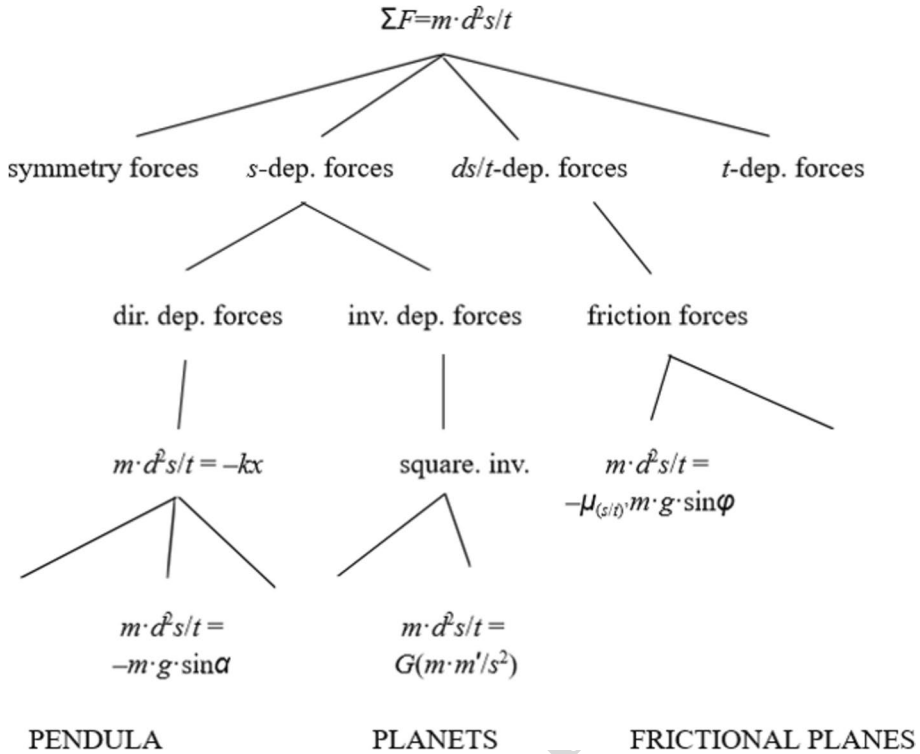 ΣF=m·d²s/t
symmetry forces s-dep. forces ds/t-dep. forces t-dep. forces
dir. dep. forces inv. dep. forces friction forces
m·d²s/t = –kx square. inv. m·d²s/t =
–μ(s/t)'m·g·sinφ
m·d²s/t = m·d²s/t =
–m·g·sinα G(m·m'/s²)
PENDULA PLANETS FRICTIONAL PLANES